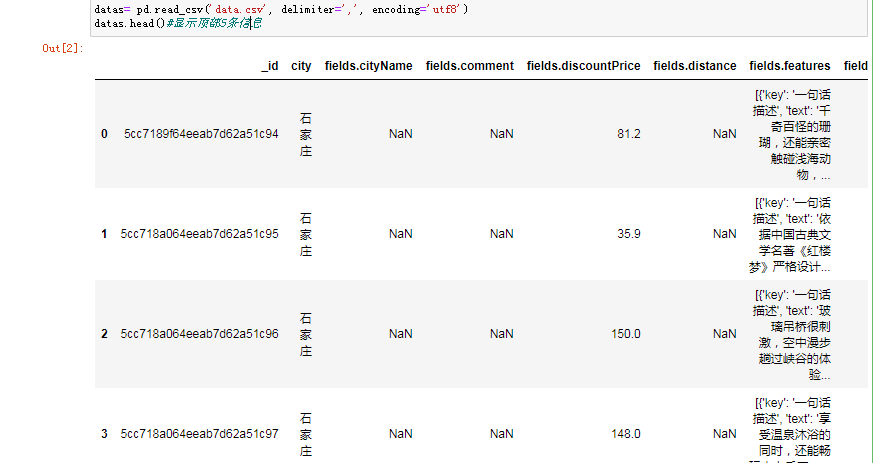 datas= pd.read_csv('data.csv', delimiter=',', encoding='utf8')
datas.head()#显示顶部5条信息
Out[2]:
_id city fields.cityName fields.comment fields.discountPrice fields.distance fields.features field
0 5cc7189f64eeab7d62a51c94 石家庄 NaN NaN 81.2 NaN [{'key': '一句话
描述', 'text': '千
奇百怪的珊
瑚，还能亲密
触碰浅海动
物，...
1 5cc718a064eeab7d62a51c95 石家庄 NaN NaN 35.9 NaN [{'key': '一句话
描述', 'text': '依
据中国古典文
学名著《红楼
梦》严格设计...
2 5cc718a064eeab7d62a51c96 石家庄 NaN NaN 150.0 NaN [{'key': '一句话
描述', 'text': '玻
璃吊桥很刺
激，空中漫步
趟过峡谷的体
验...
3 5cc718a064eeab7d62a51c97 石家庄 NaN NaN 148.0 NaN [{'key': '一句话
描述', 'text': '享
受温泉沐浴的
同时，还能畅